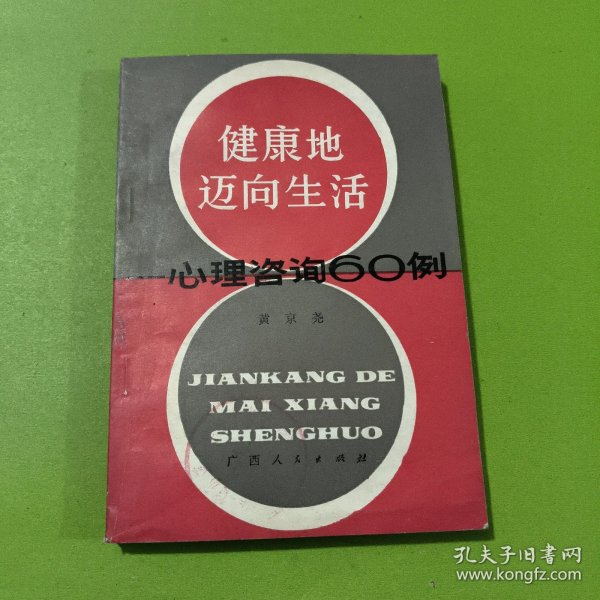 健康地
迈向生活
心理咨询60例
黄京尧
JIANKANG DE
MAI XIANG
SHENGHUO
广西人民出版社
孔夫子旧书网
www.kongfz.com